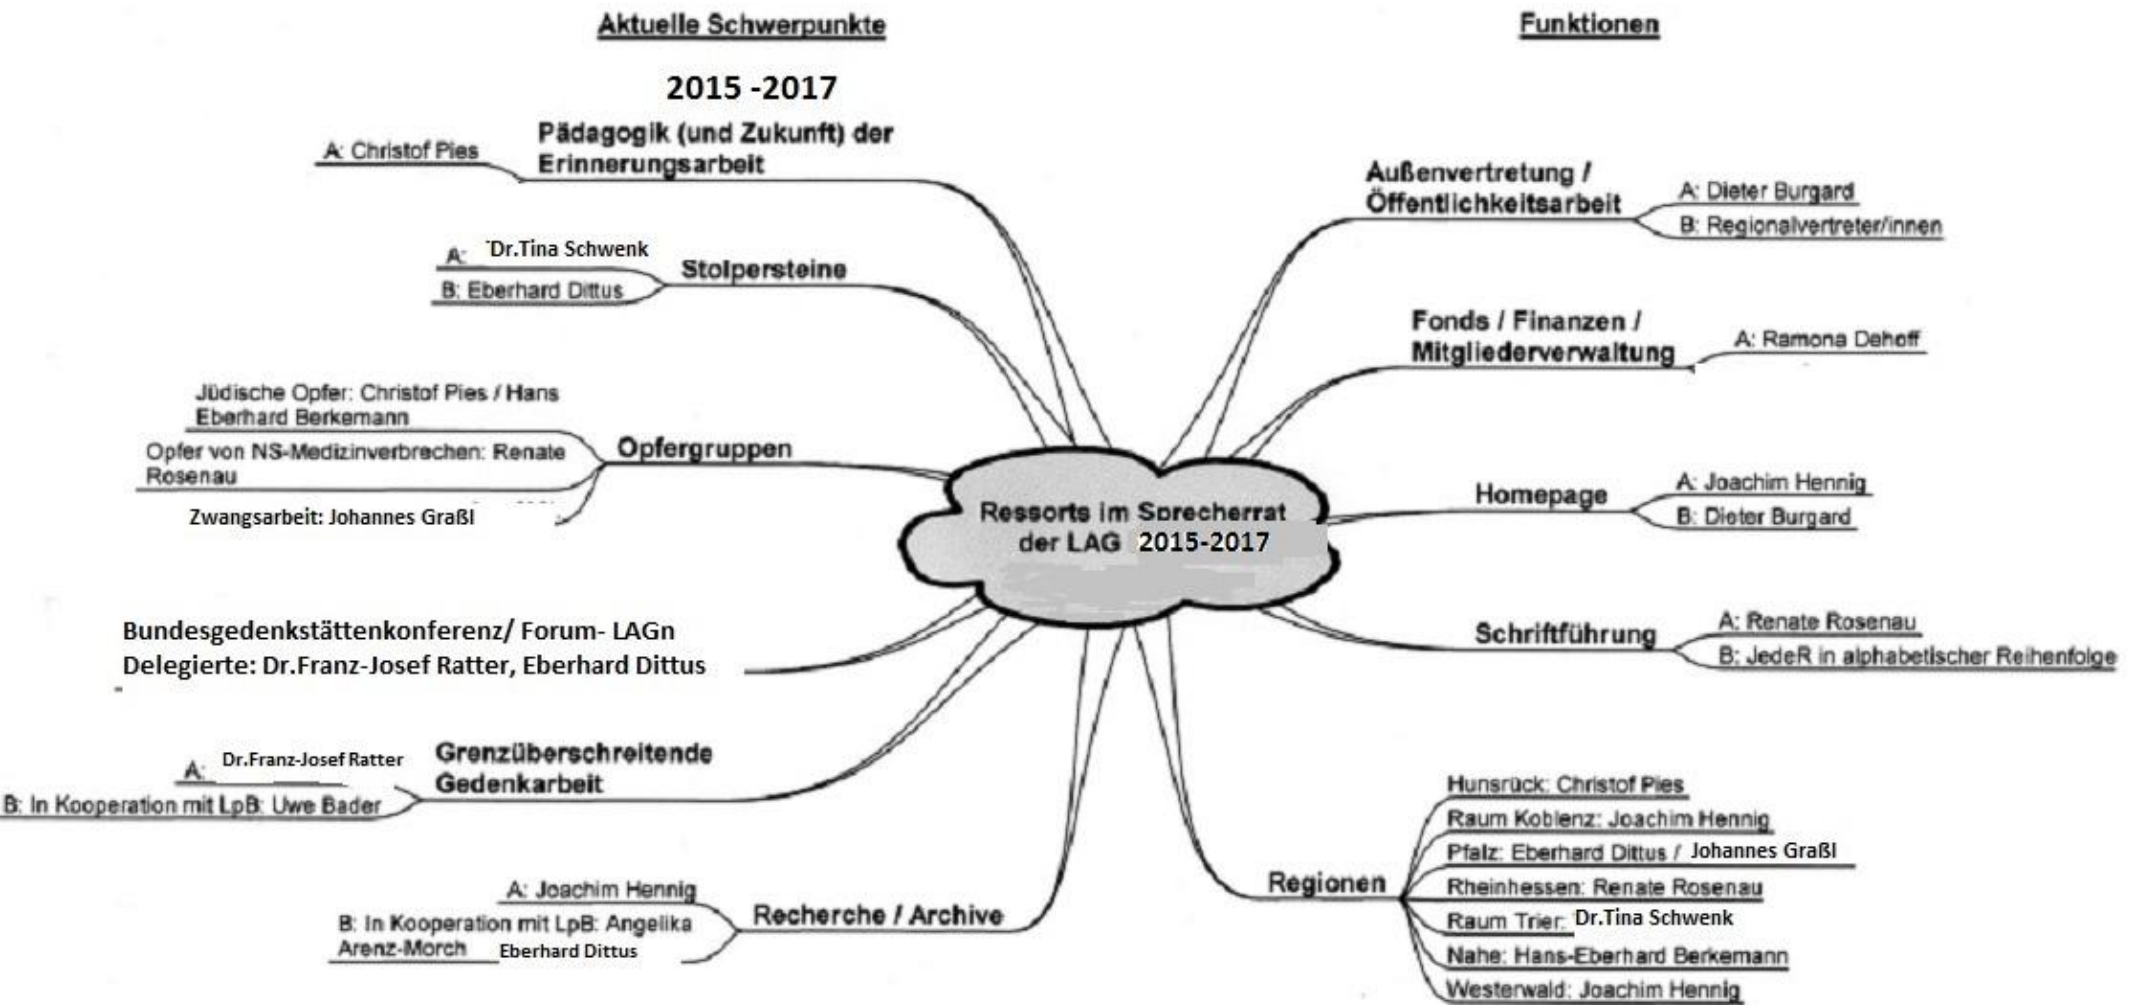 Aktuelle Schwerpunkte
2015 -2017
Pädagogik (und Zukunft) der
Erinnerungsarbeit
A: Christof Pies
Stolpersteine
A: Dr.Tina Schwenk
B: Eberhard Dittus
Opfergruppen
Jüdische Opfer: Christof Pies / Hans
Eberhard Berkemann
Opfer von NS-Medizinverbrechen: Renate
Rosenau
Zwangsarbeit: Johannes Graßl
Bundesgedenkstättenkonferenz/ Forum- LAGn
Delegierte: Dr.Franz-Josef Ratter, Eberhard Dittus
Grenzüberschreitende
Gedenkarbeit
A: Dr.Franz-Josef Ratter
B: In Kooperation mit LpB: Uwe Bader
Recherche / Archive
A: Joachim Hennig
B: In Kooperation mit LpB: Angelika
Arenz-Morch Eberhard Dittus
Ressorts im Sprecherrat
der LAG 2015-2017
Funktionen
Außenvertretung /
Öffentlichkeitsarbeit
A: Dieter Burgard
B: Regionalvertreter/innen
Fonds / Finanzen /
Mitgliederverwaltung
A: Ramona Dehoff
Homepage
A: Joachim Hennig
B: Dieter Burgard
Schriftführung
A: Renate Rosenau
B: JedeR in alphabetischer Reihenfolge
Regionen
Hunsrück: Christof Pies
Raum Koblenz: Joachim Hennig
Pfalz: Eberhard Dittus / Johannes Graßl
Rheinhessen: Renate Rosenau
Raum Trier: Dr.Tina Schwenk
Nahe: Hans-Eberhard Berkemann
Westerwald: Joachim Hennig